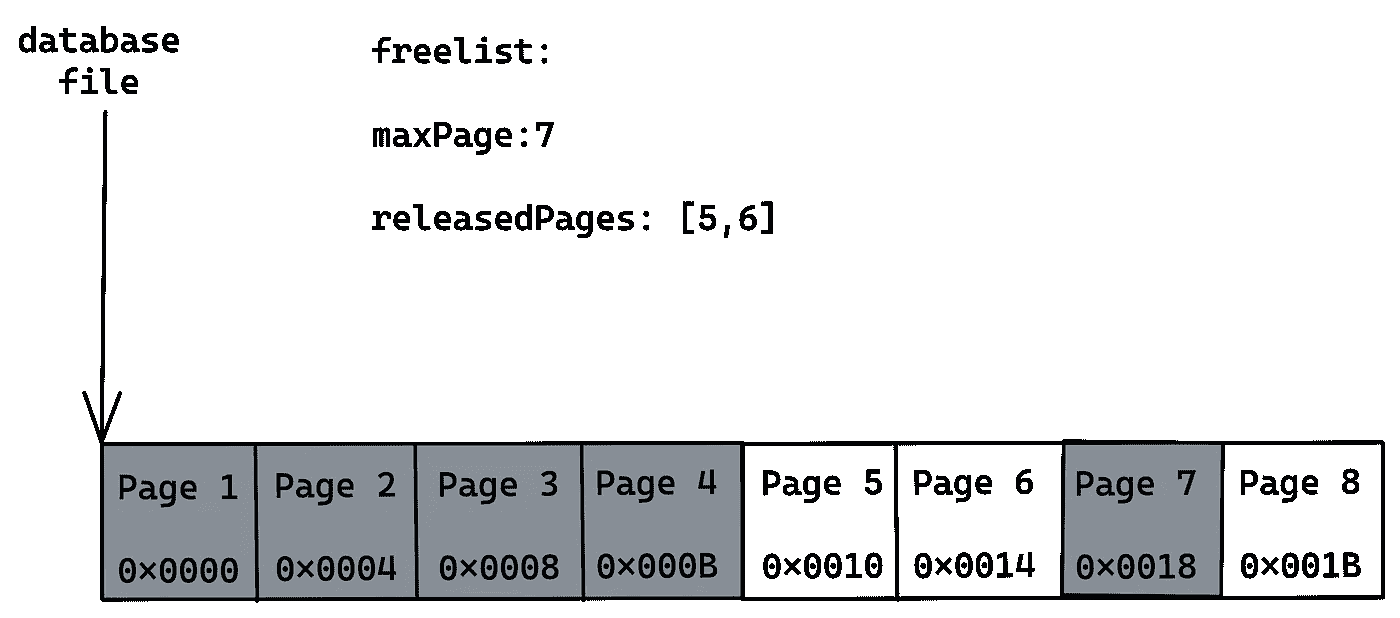 database
file
freelist:
maxPage:7
releasedPages: [5,6]
Page 1 Page 2 Page 3 Page 4 Page 5 Page 6 Page 7 Page 8
0×0000 0×0004 0×0008 0×000B 0×0010 0×0014 0×0018 0×001B